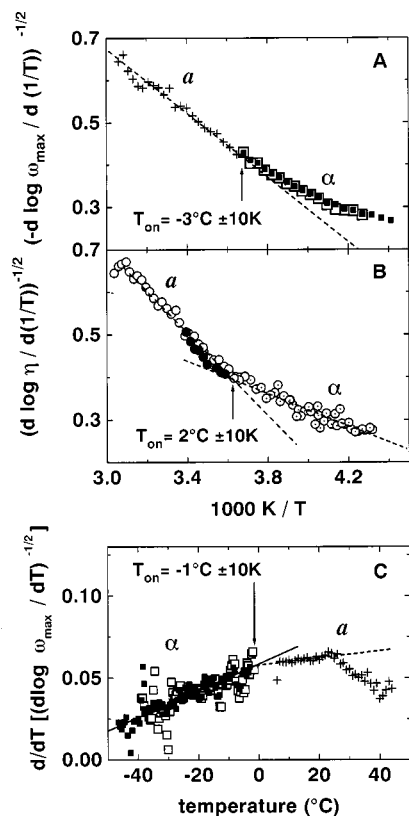 (-d log ω_max / d (1/T))^-1/2
0.7
0.5
0.3
a
A
α
T_on = -3°C ±10K
(d log η / d(1/T))^-1/2
0.7
0.5
0.3
a
B
α
T_on = 2°C ±10K
3.0 3.4 3.8 4.2
1000 K / T
d/dT [(dlog ω_max / dT)^-1/2]
0.10
0.05
0.00
T_on = -1°C ±10K
C
α
a
-40 -20 0 20 40
temperature (°C)